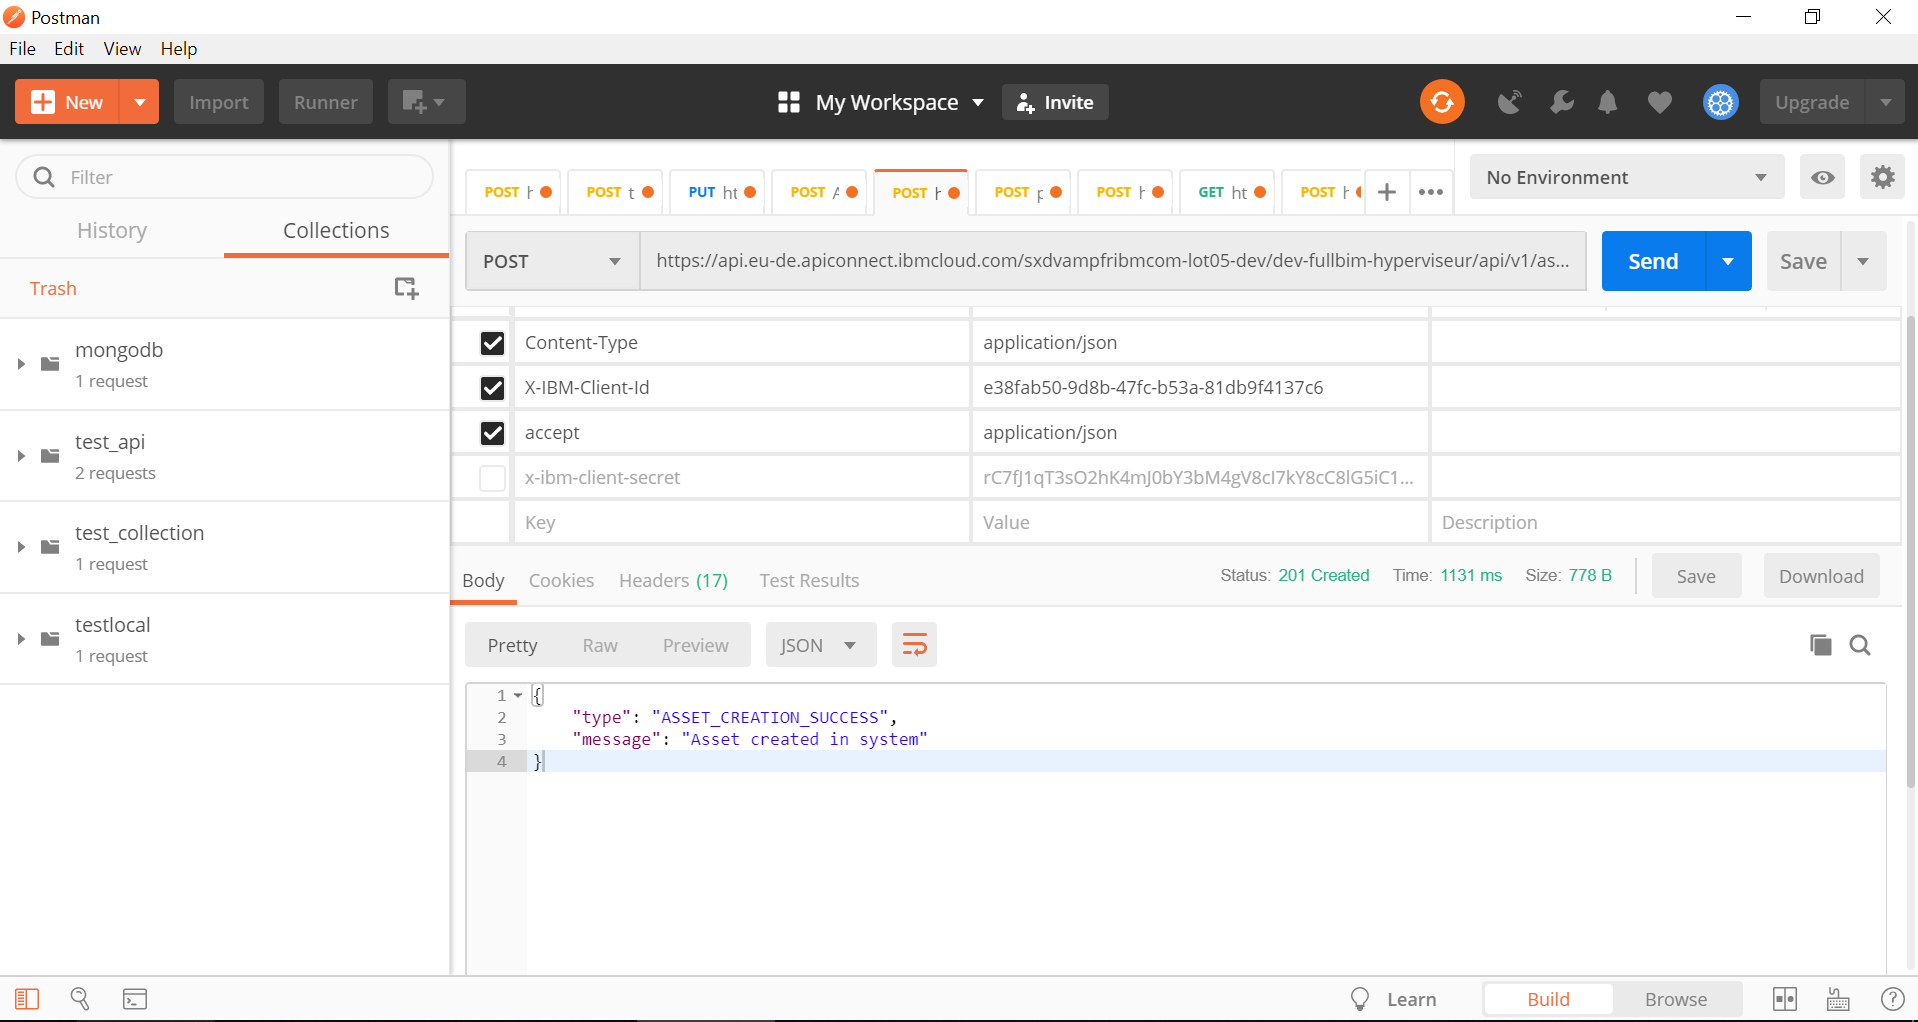 Postman
File Edit View Help
New Import Runner My Workspace Invite Upgrade
Filter
History Collections
Trash
mongodb
1 request
test_api
2 requests
test_collection
1 request
testlocal
1 request
POST h POST t PUT ht POST A POST h POST p POST h GET ht POST h
No Environment
POST https://api.eu-de.apiconnect.ibmcloud.com/sxdvampfribmcom-lot05-dev/dev-fullbim-hyperviseur/api/v1/as... Send Save
Content-Type application/json
X-IBM-Client-Id e38fab50-9d8b-47fc-b53a-81db9f4137c6
accept application/json
x-ibm-client-secret
Key Value Description
Body Cookies Headers (17) Test Results Status: 201 Created Time: 1131 ms Size: 778 B Save Download
Pretty Raw Preview JSON
1 {
2 "type": "ASSET_CREATION_SUCCESS",
3 "message": "Asset created in system"
4 }
Learn Build Browse